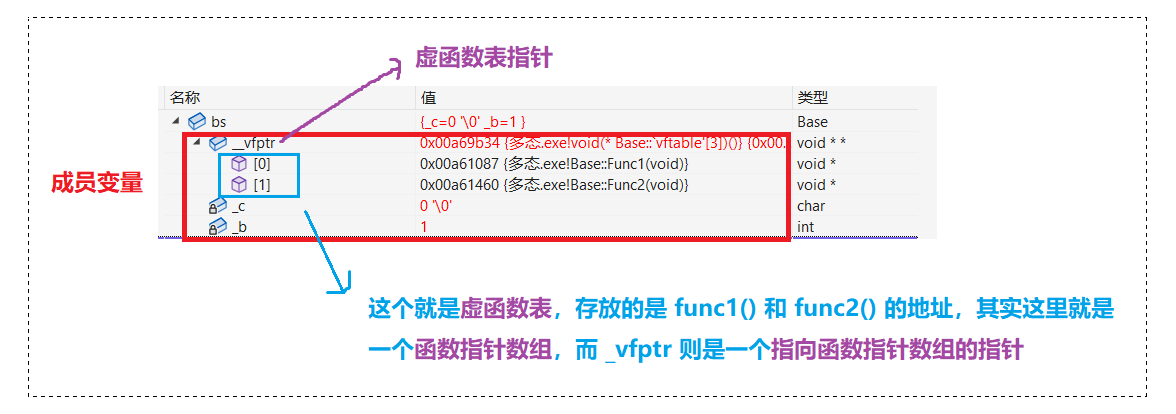 虚函数表指针
名称 值 类型
bs {_c=0 '\0' _b=1 } Base
__vfptr 0x00a69b34 {多态.exe!void(* Base::`vftable'[3])()} {0x00... void * *
[0] 0x00a61087 {多态.exe!Base::Func1(void)} void *
[1] 0x00a61460 {多态.exe!Base::Func2(void)} void *
成员变量
_c 0 '\0' char
_b 1 int
这个就是虚函数表，存放的是 func1() 和 func2() 的地址，其实这里就是
一个函数指针数组，而 _vfptr 则是一个指向函数指针数组的指针